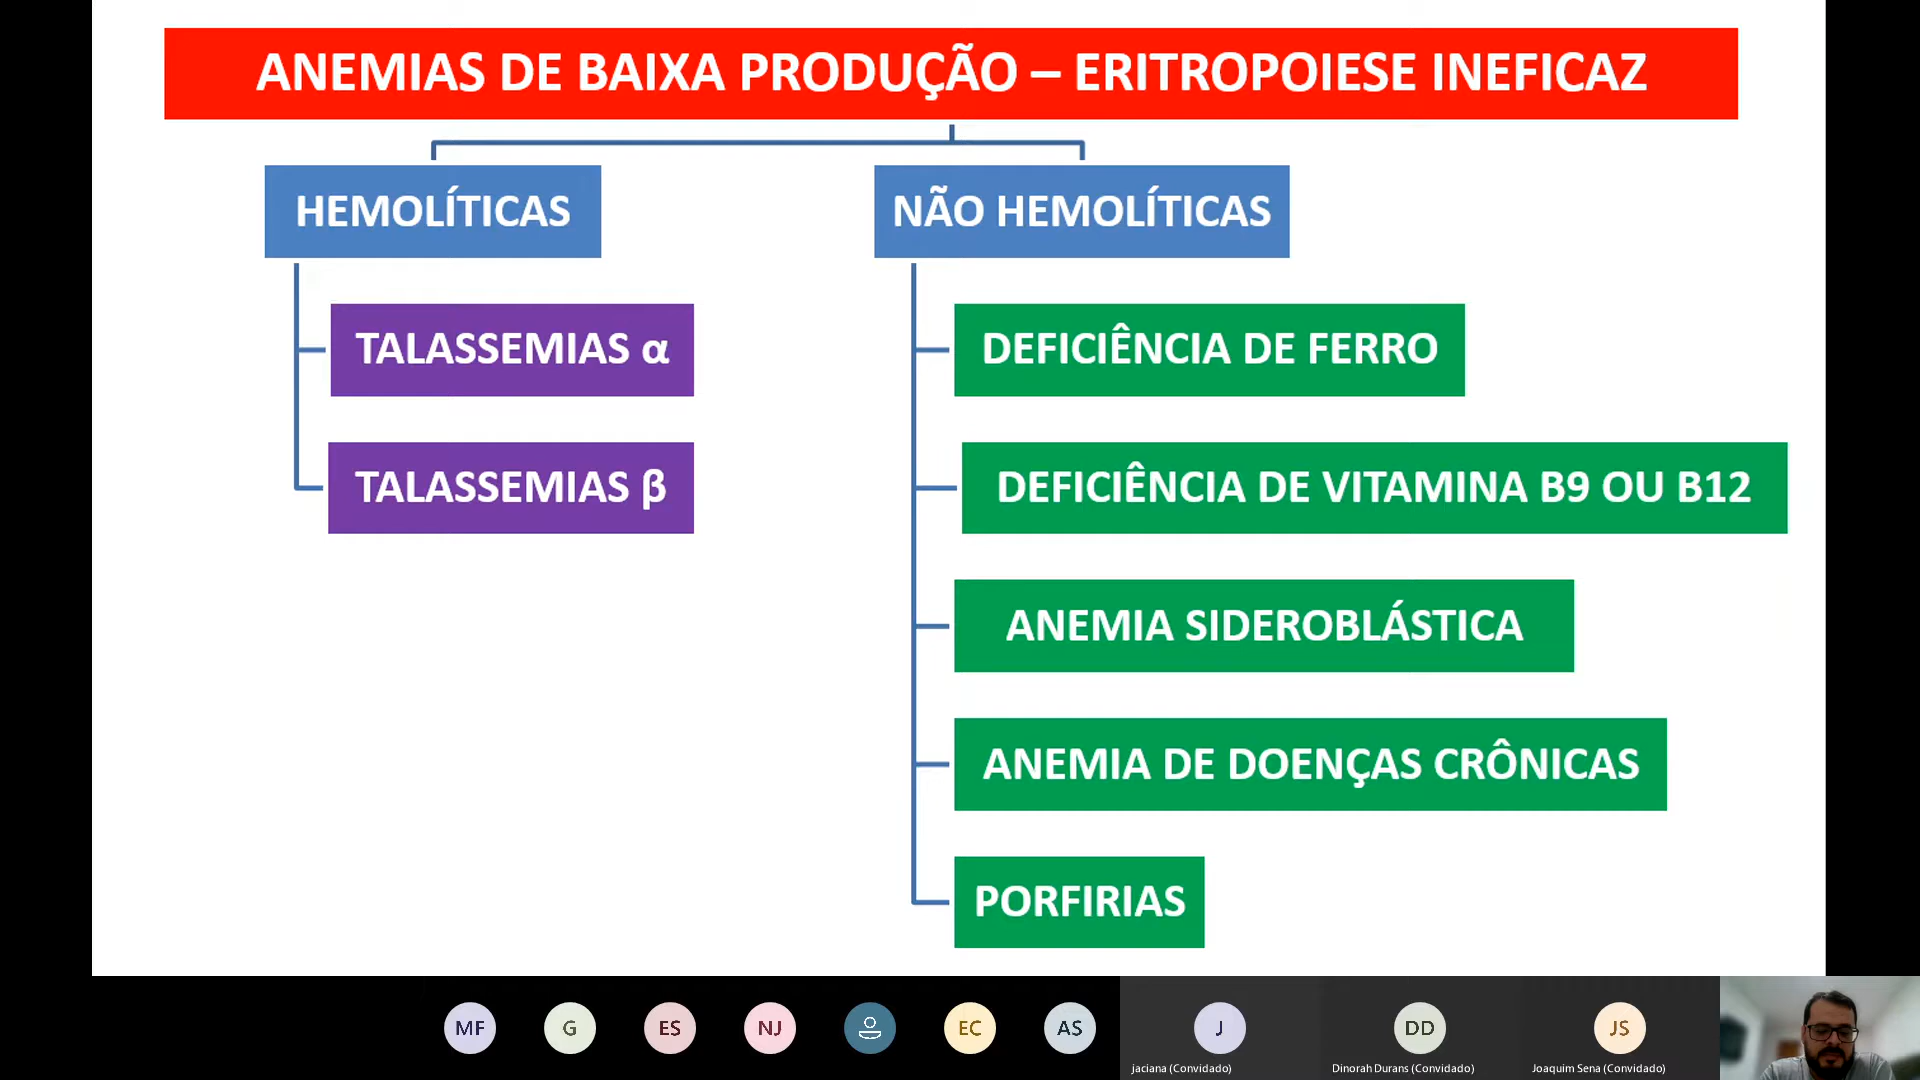 ANEMIAS DE BAIXA PRODUÇÃO – ERITROPOIESE INEFICAZ
HEMOLÍTICAS
NÃO HEMOLÍTICAS
TALASSEMIAS α
DEFICIÊNCIA DE FERRO
TALASSEMIAS β
DEFICIÊNCIA DE VITAMINA B9 OU B12
ANEMIA SIDEROBLÁSTICA
ANEMIA DE DOENÇAS CRÔNICAS
PORFIRIAS
MF
G
ES
NJ
EC
AS
J
DD
JS
jaciana (Convidado)
Dinorah Durans (Convidado)
Joaquim Sena (Convidado)